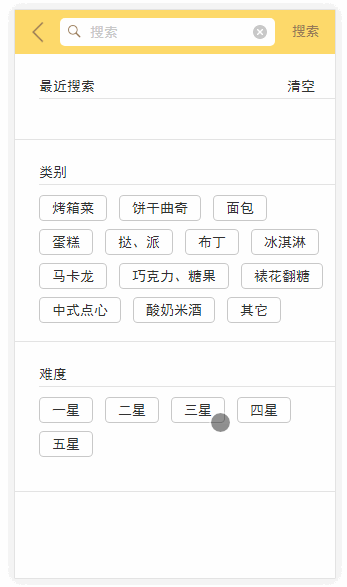 搜索 搜索
最近搜索 清空
类别
烤箱菜 饼干曲奇 面包
蛋糕 挞、派 布丁 冰淇淋
马卡龙 巧克力、糖果 裱花翻糖
中式点心 酸奶米酒 其它
难度
一星 二星 三星 四星
五星